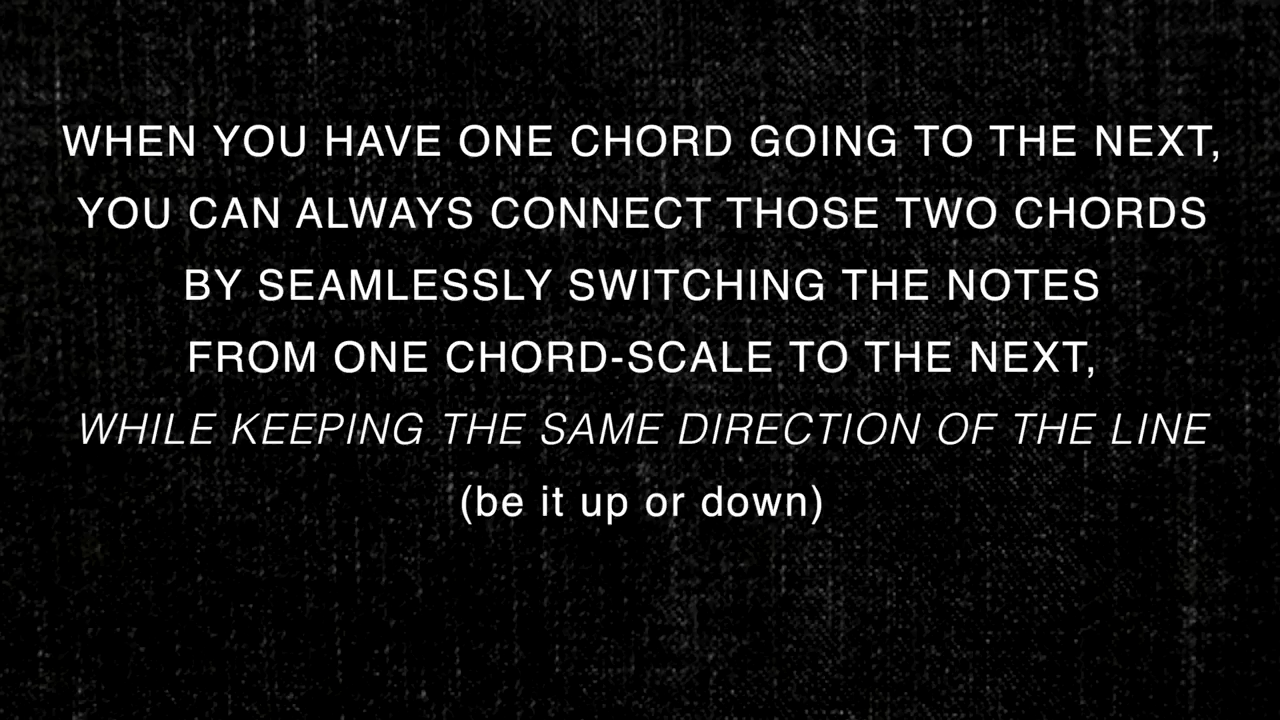 WHEN YOU HAVE ONE CHORD GOING TO THE NEXT,
YOU CAN ALWAYS CONNECT THOSE TWO CHORDS
BY SEAMLESSLY SWITCHING THE NOTES
FROM ONE CHORD-SCALE TO THE NEXT,
WHILE KEEPING THE SAME DIRECTION OF THE LINE
(be it up or down)